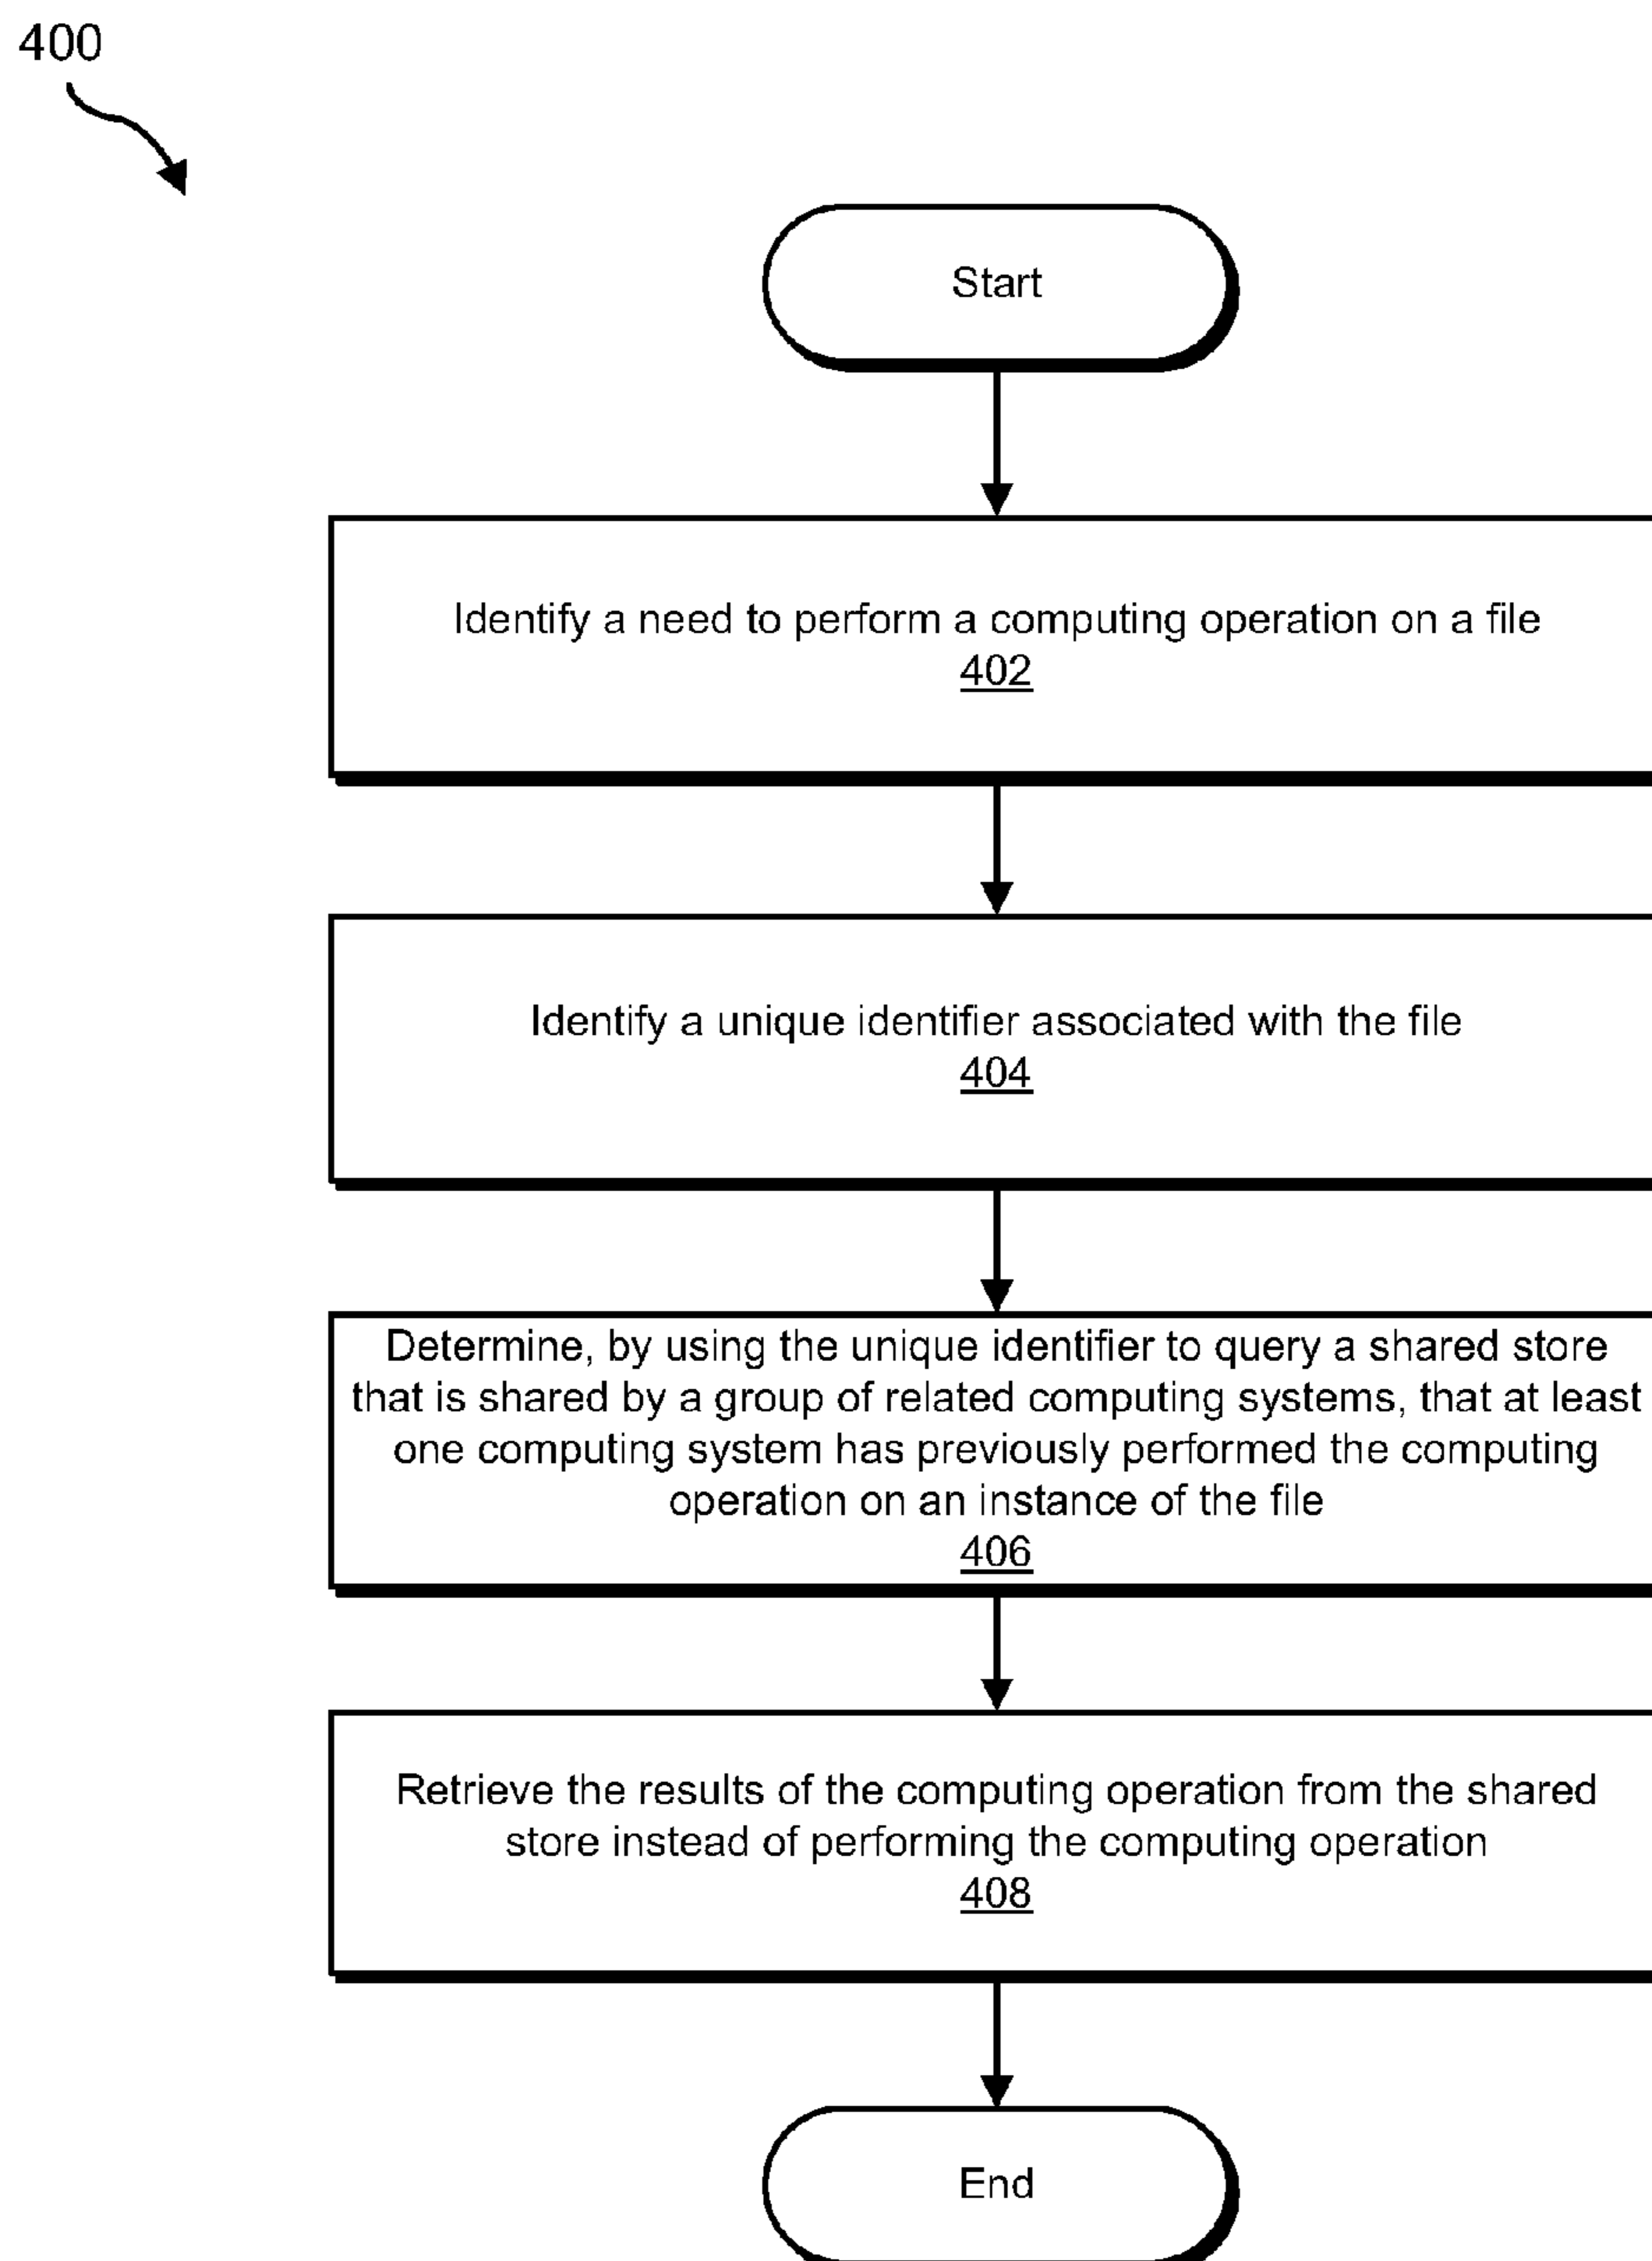 400
Start
Identify a need to perform a computing operation on a file
402
Identify a unique identifier associated with the file
404
Determine, by using the unique identifier to query a shared store
that is shared by a group of related computing systems, that at least
one computing system has previously performed the computing
operation on an instance of the file
406
Retrieve the results of the computing operation from the shared
store instead of performing the computing operation
408
End